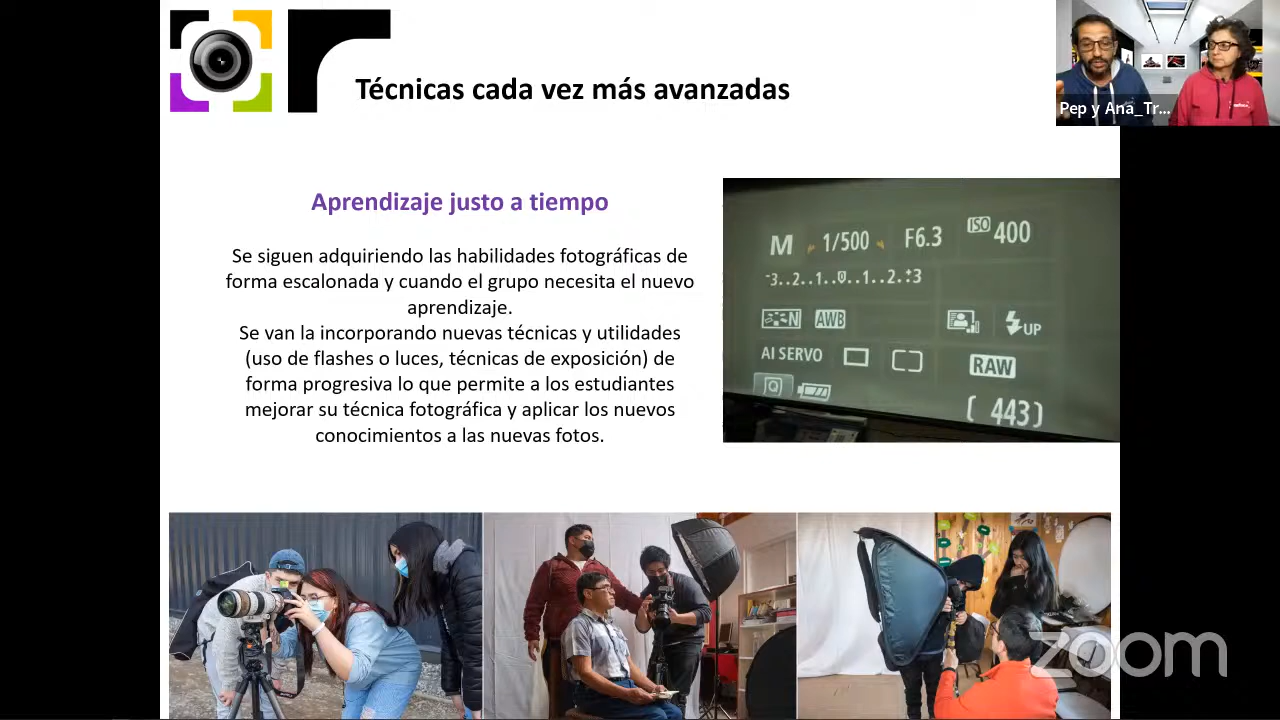 Técnicas cada vez más avanzadas
Pep y Ana_Tr...
Aprendizaje justo a tiempo
Se siguen adquiriendo las habilidades fotográficas de
forma escalonada y cuando el grupo necesita el nuevo
aprendizaje.
Se van la incorporando nuevas técnicas y utilidades
(uso de flashes o luces, técnicas de exposición) de
forma progresiva lo que permite a los estudiantes
mejorar su técnica fotográfica y aplicar los nuevos
conocimientos a las nuevas fotos.
M 1/500 F6.3 ISO 400
-3..2..1..0..1..2.:+3
N AWB UP
AI SERVO RAW
Q
[ 443]
zoom